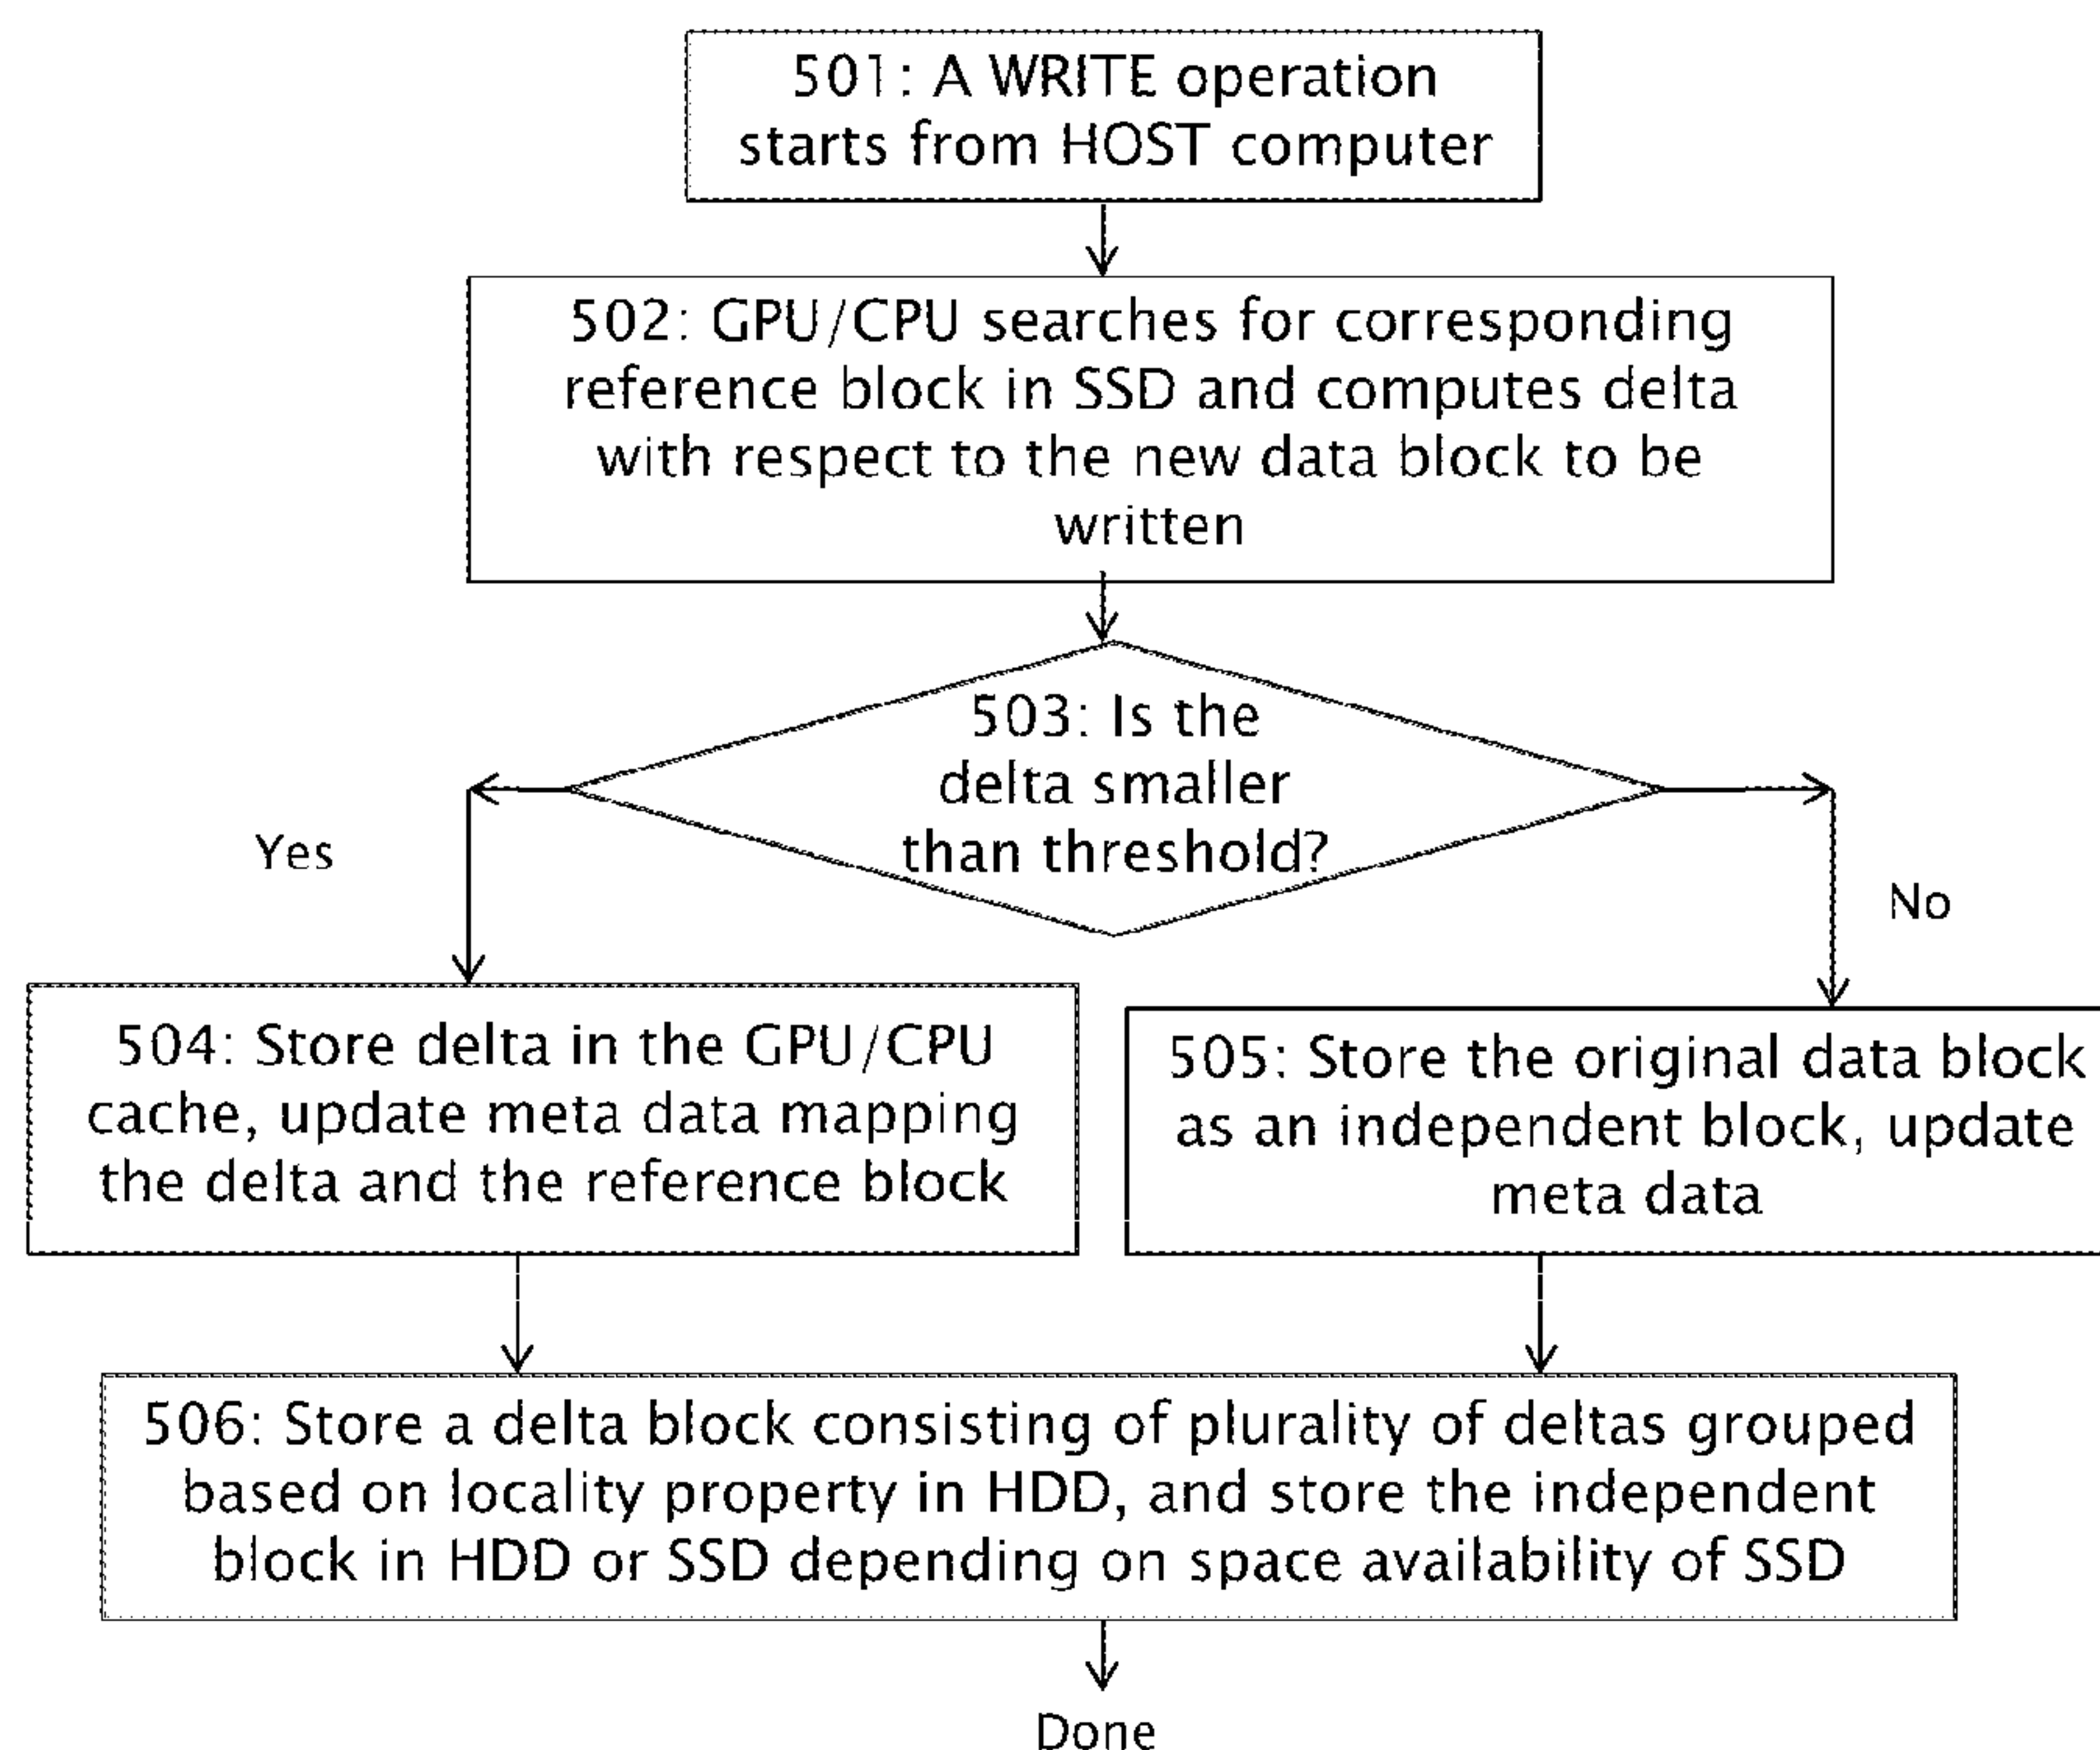 501: A WRITE operation
starts from HOST computer
502: GPU/CPU searches for corresponding
reference block in SSD and computes delta
with respect to the new data block to be
written
503: Is the
delta smaller
than threshold?
Yes
No
504: Store delta in the GPU/CPU
cache, update meta data mapping
the delta and the reference block
505: Store the original data block
as an independent block, update
meta data
506: Store a delta block consisting of plurality of deltas grouped
based on locality property in HDD, and store the independent
block in HDD or SSD depending on space availability of SSD
Done